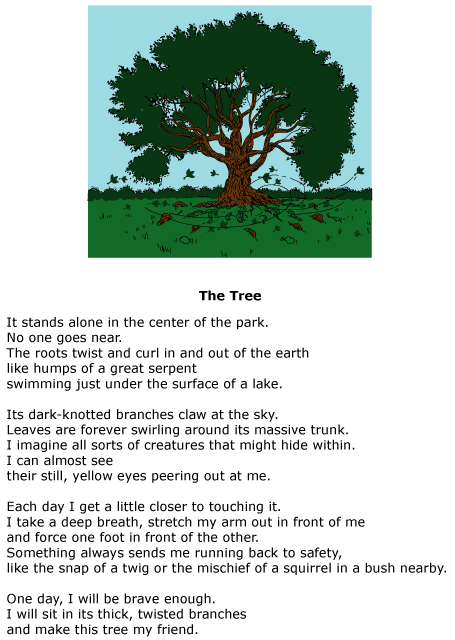 The Tree
It stands alone in the center of the park.
No one goes near.
The roots twist and curl in and out of the earth
like humps of a great serpent
swimming just under the surface of a lake.
Its dark-knotted branches claw at the sky.
Leaves are forever swirling around its massive trunk.
I imagine all sorts of creatures that might hide within.
I can almost see
their still, yellow eyes peering out at me.
Each day I get a little closer to touching it.
I take a deep breath, stretch my arm out in front of me
and force one foot in front of the other.
Something always sends me running back to safety,
like the snap of a twig or the mischief of a squirrel in a bush nearby.
One day, I will be brave enough.
I will sit in its thick, twisted branches
and make this tree my friend.